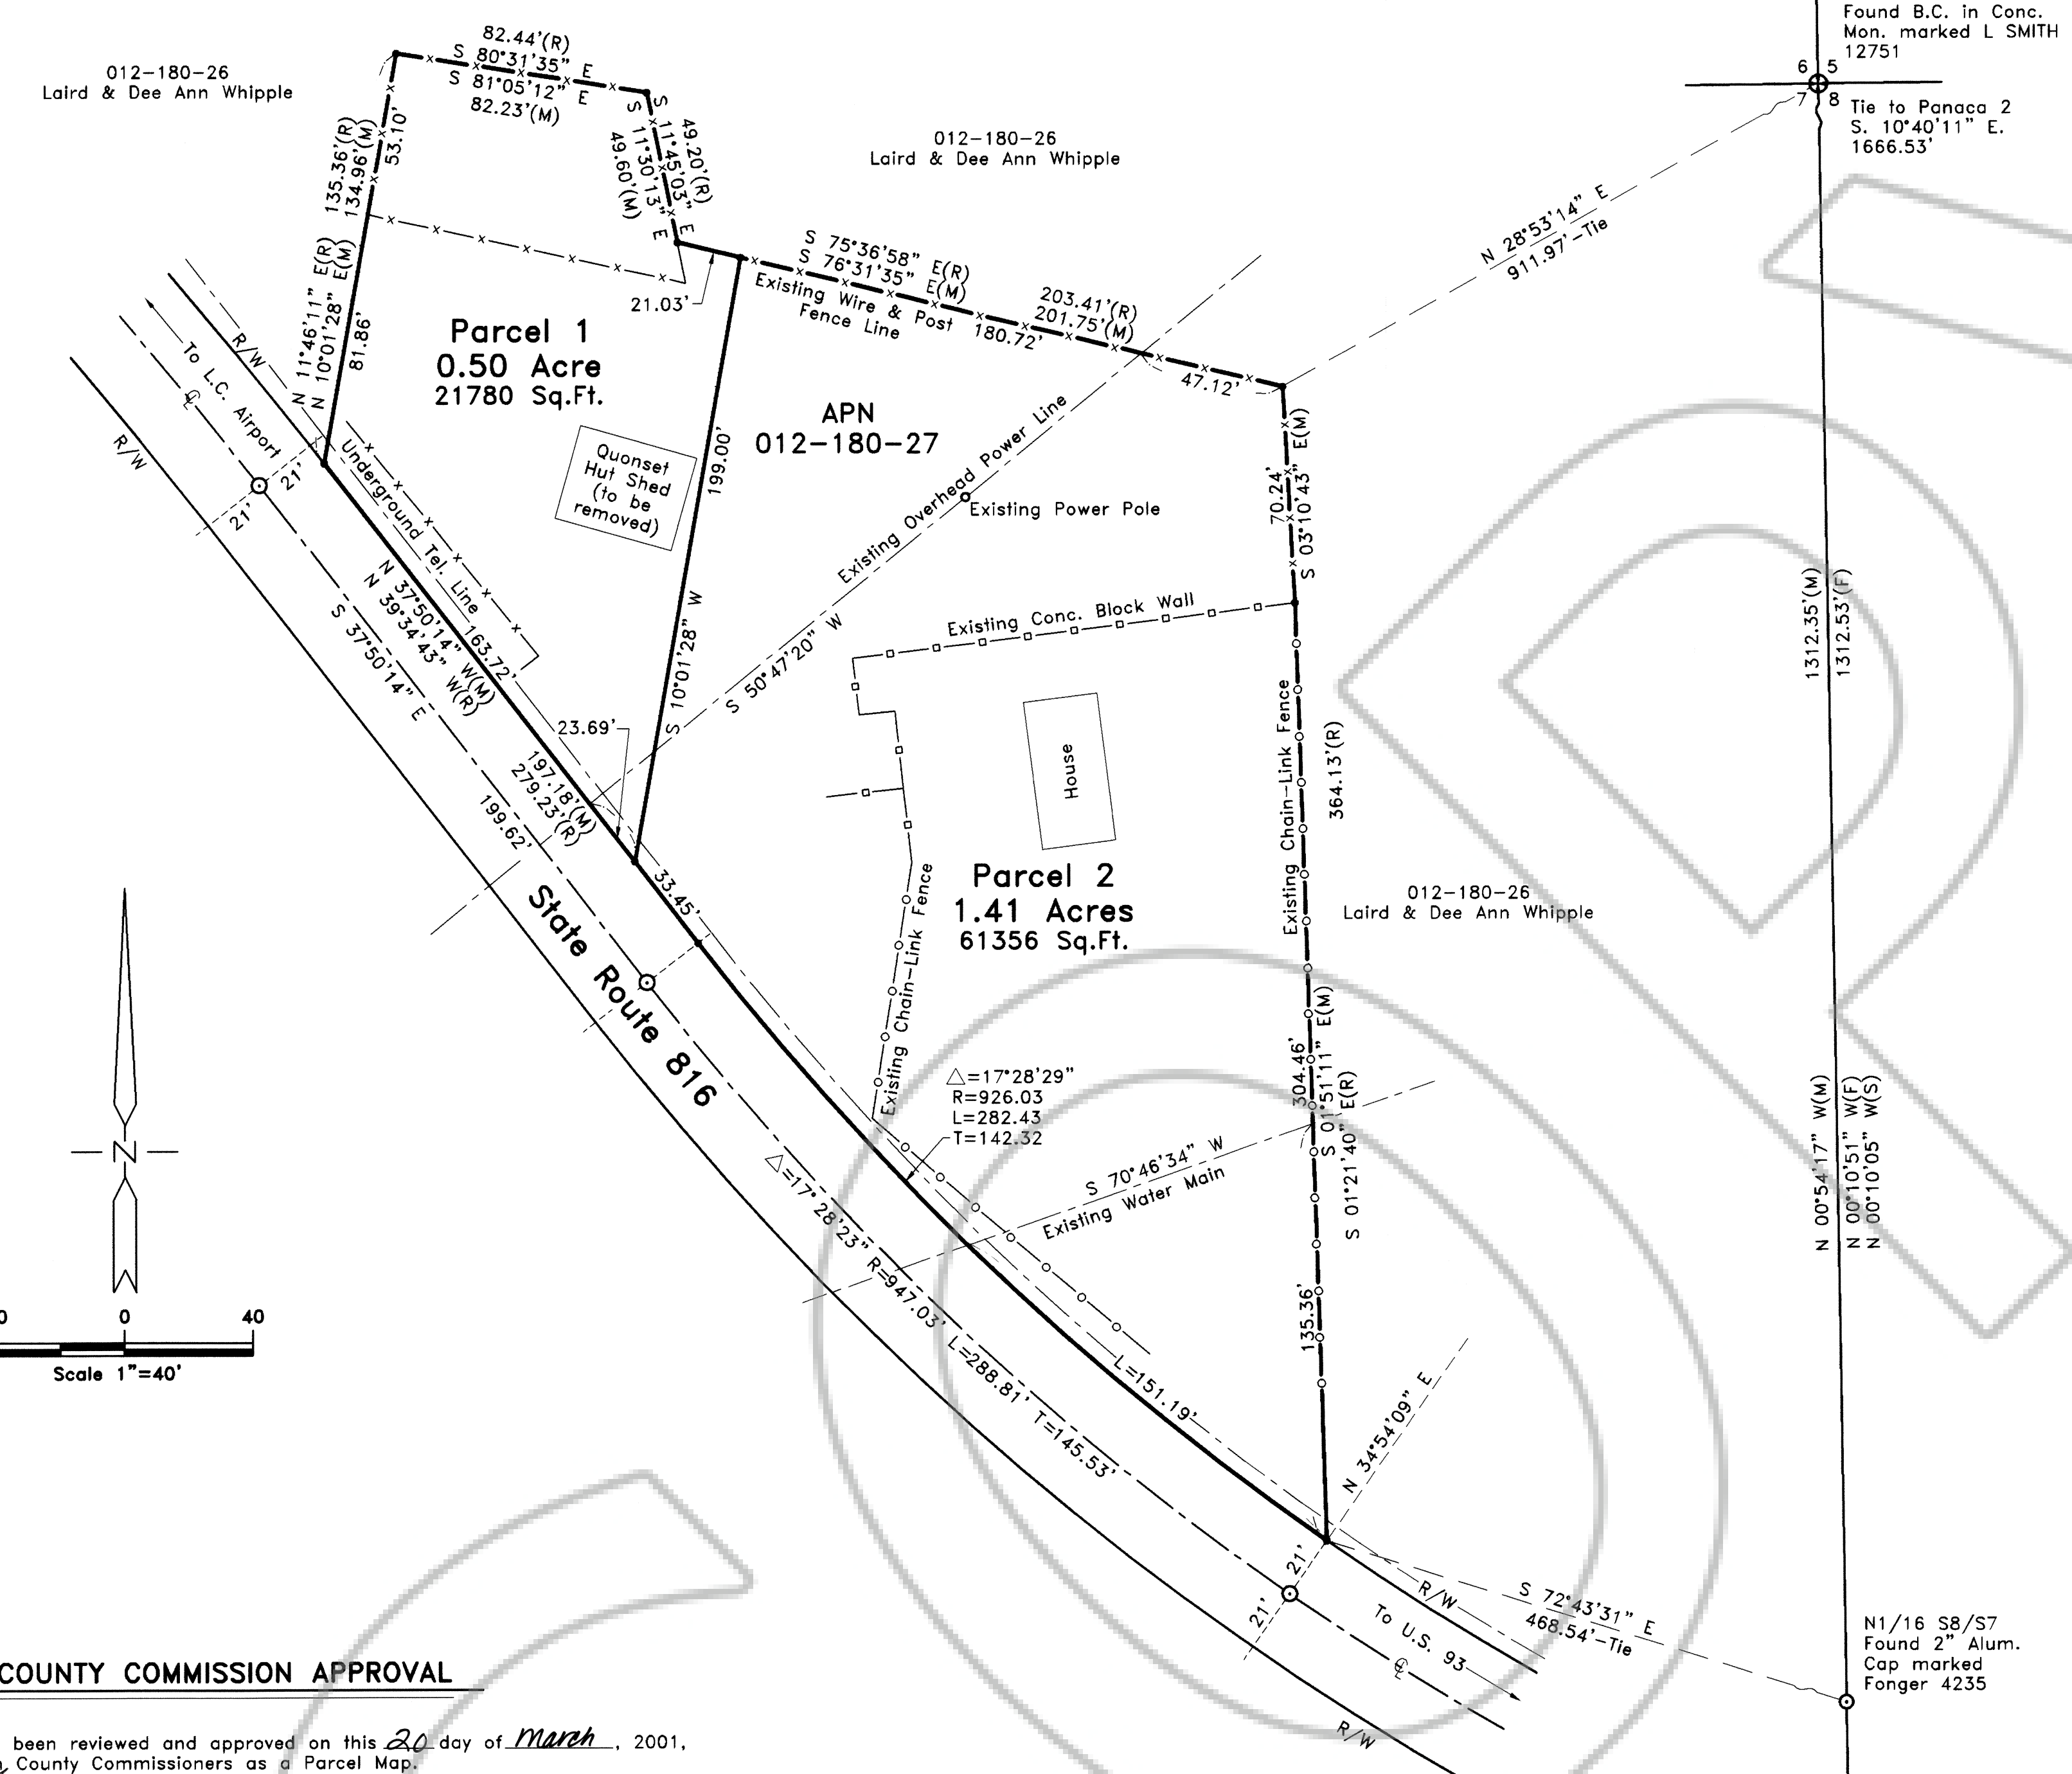 82.44'(R)
S 80°31'35" E
S 81°05'12" E
82.23'(M)
012-180-26
Laird & Dee Ann Whipple
135.36'(R)
134.96'(M)
53.10'
N 11°46'11" E(R)
N 10°01'28" E(M)
81.86'
S 11°45'03" E
49.20'(R)
S 11°30'13" E
49.60'(M)
012-180-26
Laird & Dee Ann Whipple
Found B.C. in Conc.
Mon. marked L SMITH
12751
6 5
7 8
Tie to Panaca 2
S. 10°40'11" E.
1666.53'
N 28°53'14" E
911.97'-Tie
S 75°36'58" E(R)
S 76°31'35" E(M)
Existing Wire & Post
Fence Line
203.41'(R)
201.75'(M)
180.72'
47.12'
21.03'
Parcel 1
0.50 Acre
21780 Sq.Ft.
Quonset
Hut Shed
(to be
removed)
199.00'
S 10°01'28" W
APN
012-180-27
Existing Overhead Power Line
S 50°47'20" W
Existing Power Pole
70.24'
S 03°10'43" E(M)
R/W
To L.C. Airport
R/W
21'
21'
Underground Tel. Line
163.72'
N 37°50'14" W(M)
N 39°34'43" W(R)
S 37°50'14" E
23.69'
197.18'(M)
279.23'(R)
199.62'
33.45'
State Route 816
Existing Conc. Block Wall
House
Existing Chain-Link Fence
364.13'(R)
1312.35'(M)
1312.53'(F)
Parcel 2
1.41 Acres
61356 Sq.Ft.
Existing Chain-Link Fence
012-180-26
Laird & Dee Ann Whipple
△=17°28'29"
R=926.03
L=282.43
T=142.32
304.46'
S 01°51'11" E(M)
S 01°21'40" E(R)
N 00°54'17" W(M)
N 00°10'51" W(F)
N 00°10'05" W(S)
S 70°46'34" W
Existing Water Main
△=17°28'23" R=947.03' L=288.81' T=145.53'
135.36'
L=151.19'
N 34°54'09" E
21'
21'
N
0 40
Scale 1"=40'
R/W
To U.S. 93
R/W
S 72°43'31" E
468.54'-Tie
N1/16 S8/S7
Found 2" Alum.
Cap marked
Fonger 4235
COUNTY COMMISSION APPROVAL
been reviewed and approved on this 20 day of March, 2001,
County Commissioners as a Parcel Map.